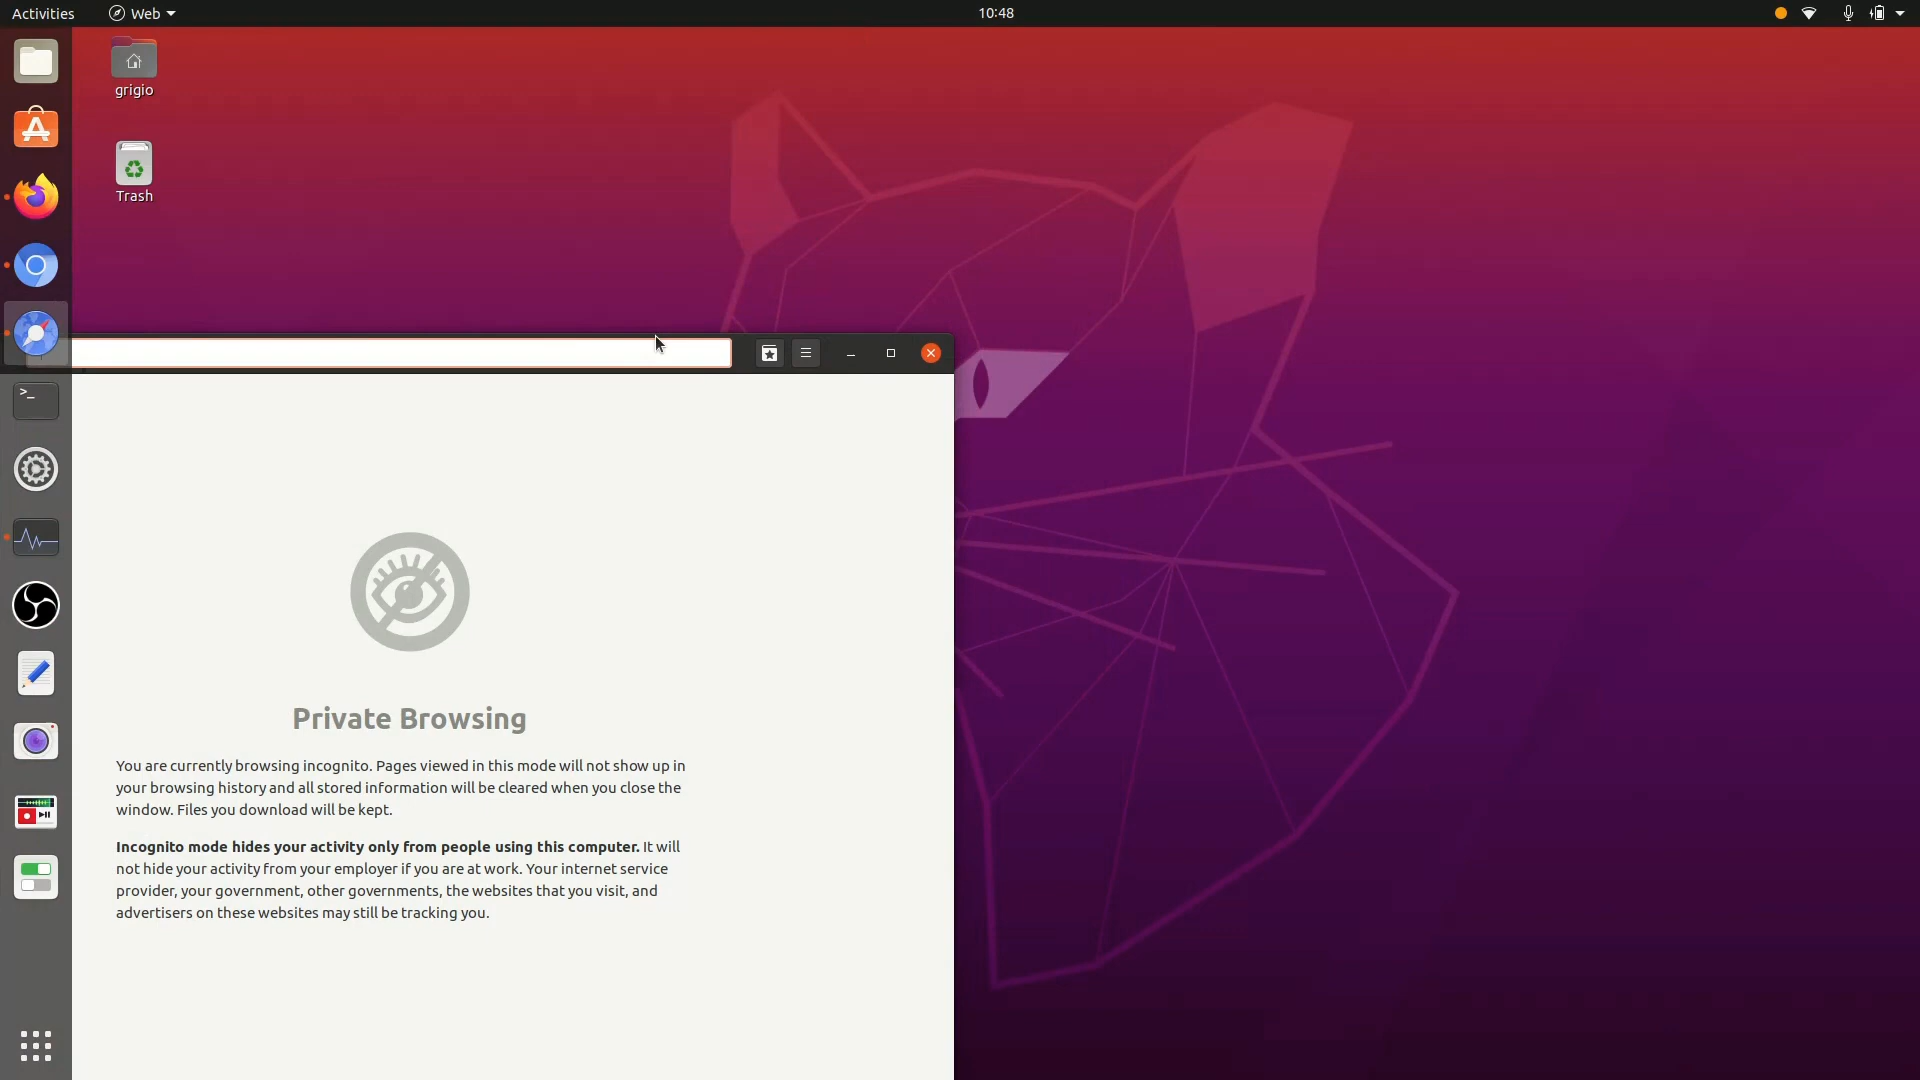 Activities
Web
10:48
grigio
Trash
>_
Private Browsing
You are currently browsing incognito. Pages viewed in this mode will not show up in
your browsing history and all stored information will be cleared when you close the
window. Files you download will be kept.
Incognito mode hides your activity only from people using this computer. It will
not hide your activity from your employer if you are at work. Your internet service
provider, your government, other governments, the websites that you visit, and
advertisers on these websites may still be tracking you.